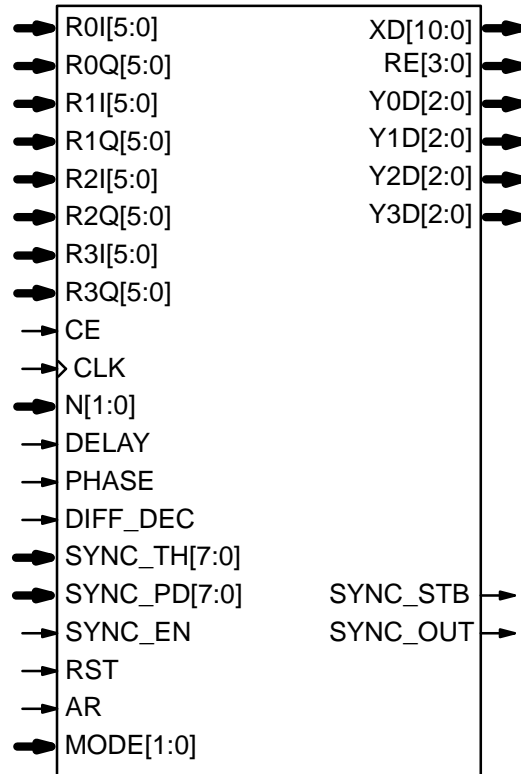 R0I[5:0]
R0Q[5:0]
R1I[5:0]
R1Q[5:0]
R2I[5:0]
R2Q[5:0]
R3I[5:0]
R3Q[5:0]
CE
CLK
N[1:0]
DELAY
PHASE
DIFF_DEC
SYNC_TH[7:0]
SYNC_PD[7:0]
SYNC_EN
RST
AR
MODE[1:0]
XD[10:0]
RE[3:0]
Y0D[2:0]
Y1D[2:0]
Y2D[2:0]
Y3D[2:0]
SYNC_STB
SYNC_OUT